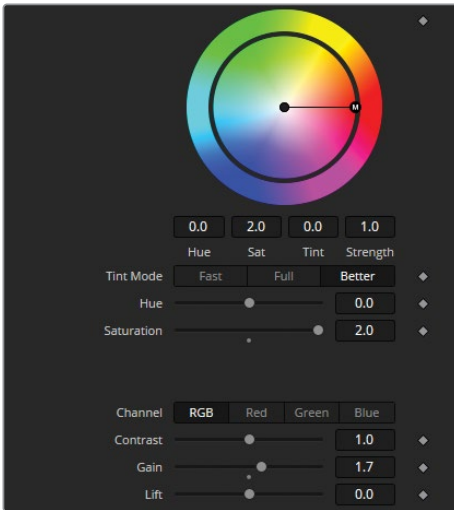 M
0.0 2.0 0.0 1.0
Hue Sat Tint Strength
Tint Mode Fast Full Better
Hue 0.0
Saturation 2.0
Channel RGB Red Green Blue
Contrast 1.0
Gain 1.7
Lift 0.0